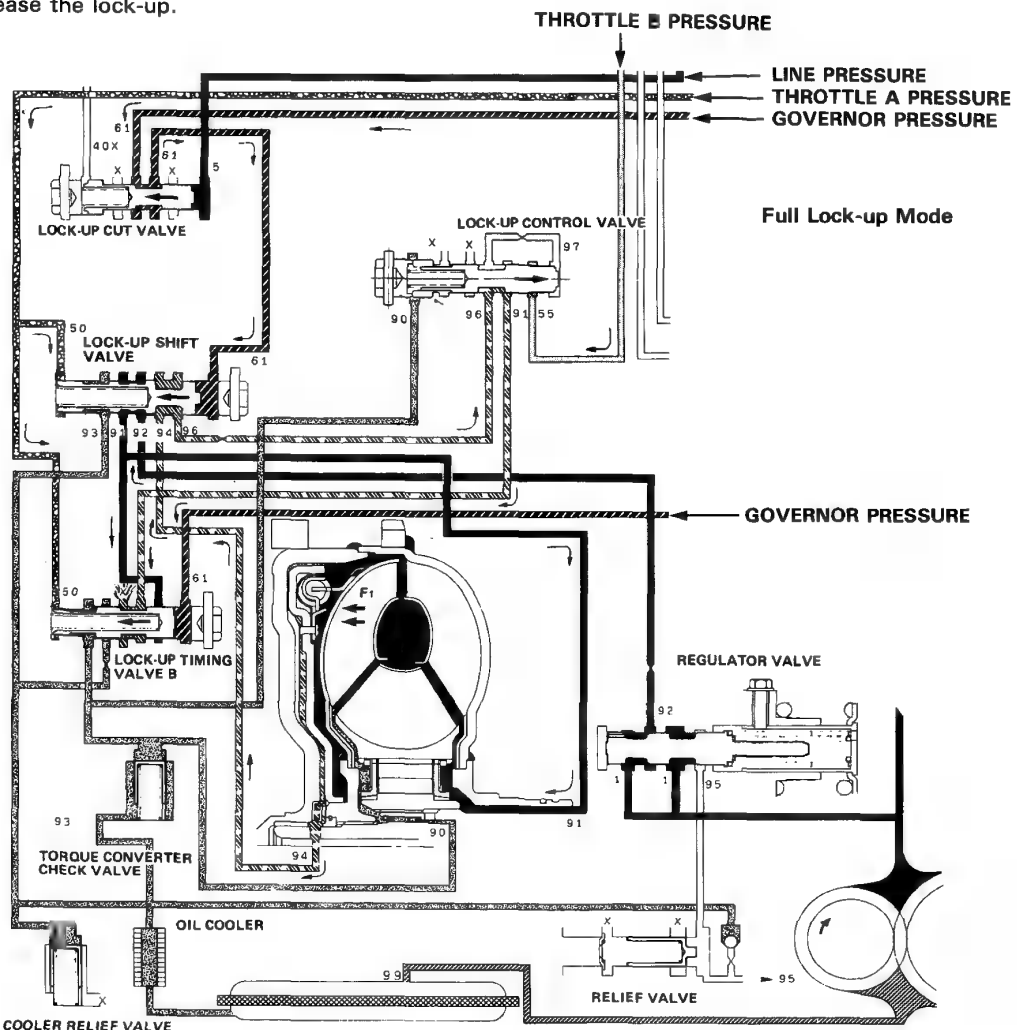 ease the lock-up.
THROTTLE B PRESSURE
LINE PRESSURE
THROTTLE A PRESSURE
GOVERNOR PRESSURE
61
40X
61
X
X
5
LOCK-UP CUT VALVE
Full Lock-up Mode
LOCK-UP CONTROL VALVE
X
X
97
90
96
91
55
50
LOCK-UP SHIFT
VALVE
61
93
91
92
94
96
GOVERNOR PRESSURE
50
61
F1
LOCK-UP TIMING
VALVE B
REGULATOR VALVE
92
1
1
95
93
90
91
94
TORQUE CONVERTER
CHECK VALVE
OIL COOLER
X
X
99
95
X
RELIEF VALVE
COOLER RELIEF VALVE